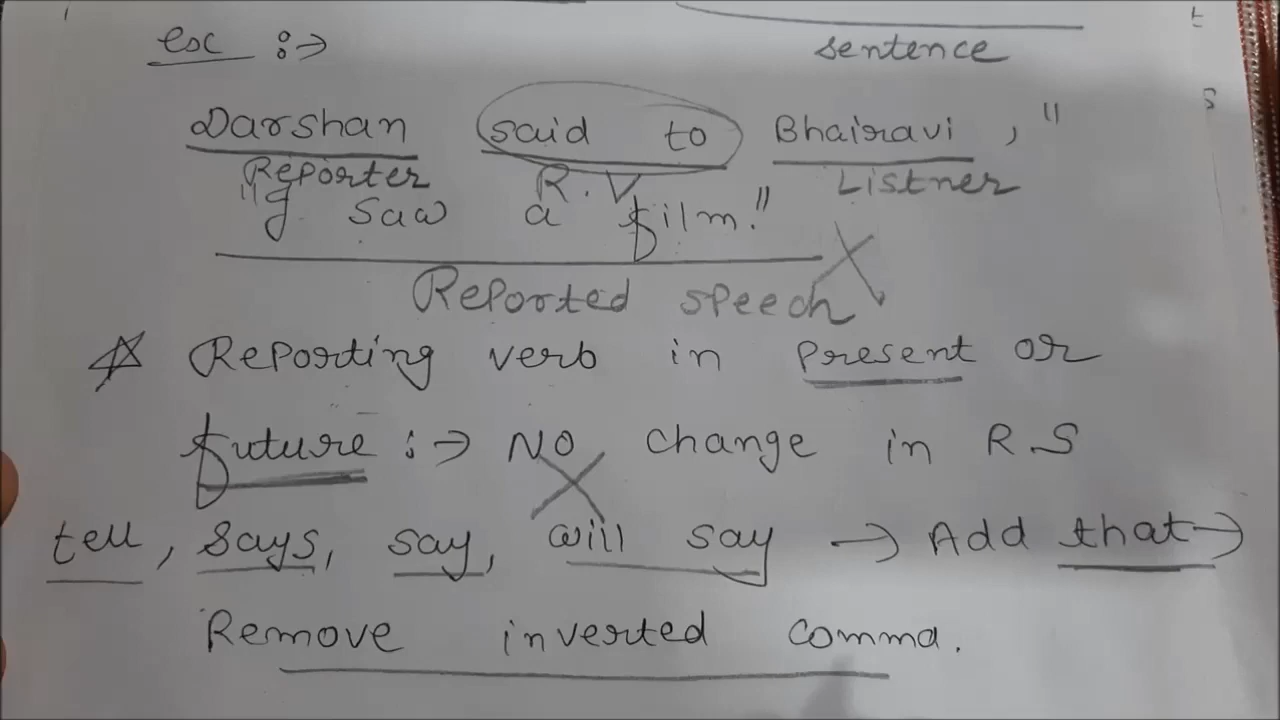 esc :→
sentence
Darshan said to Bhairavi , "
Reporter R.V Listner
"I saw a film."
Reported speech
☆ Reporting verb in present or
future :→ No change in R.S
tell, says, say, will say → Add that →
Remove inverted comma.